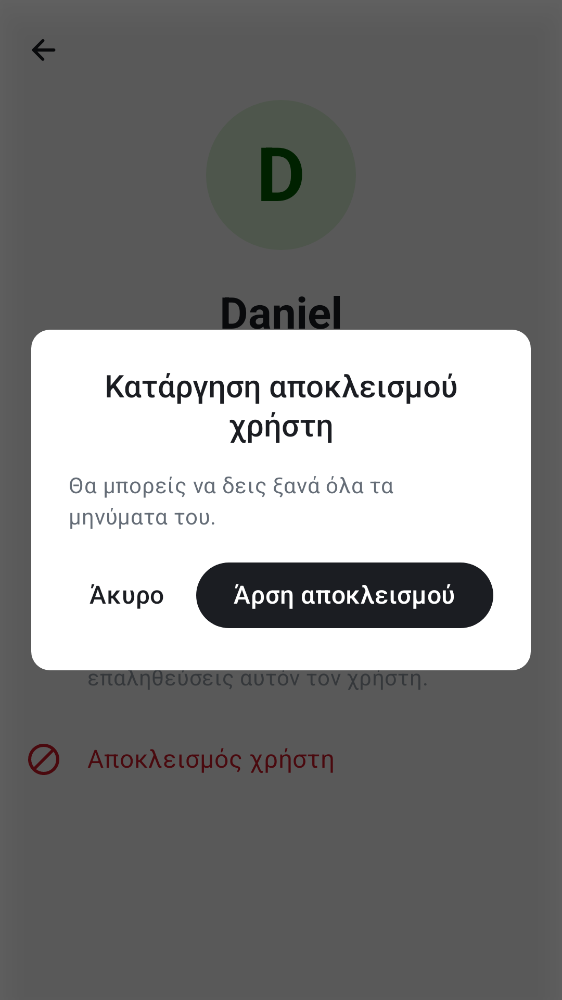 D
Daniel
Κατάργηση αποκλεισμού
χρήστη
Θα μπορείς να δεις ξανά όλα τα
μηνύματα του.
Άκυρο
Άρση αποκλεισμού
επαληθεύσεις αυτόν τον χρήστη.
Αποκλεισμός χρήστη